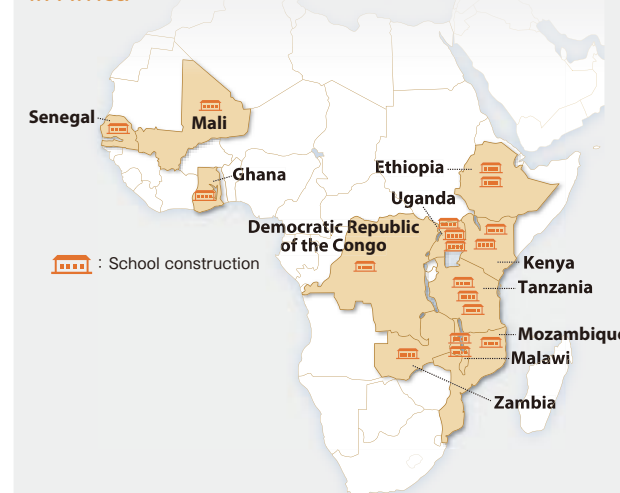 Senegal
Mali
Ghana
Ethiopia
Uganda
Democratic Republic
of the Congo
: School construction
Kenya
Tanzania
Mozambique
Malawi
Zambia